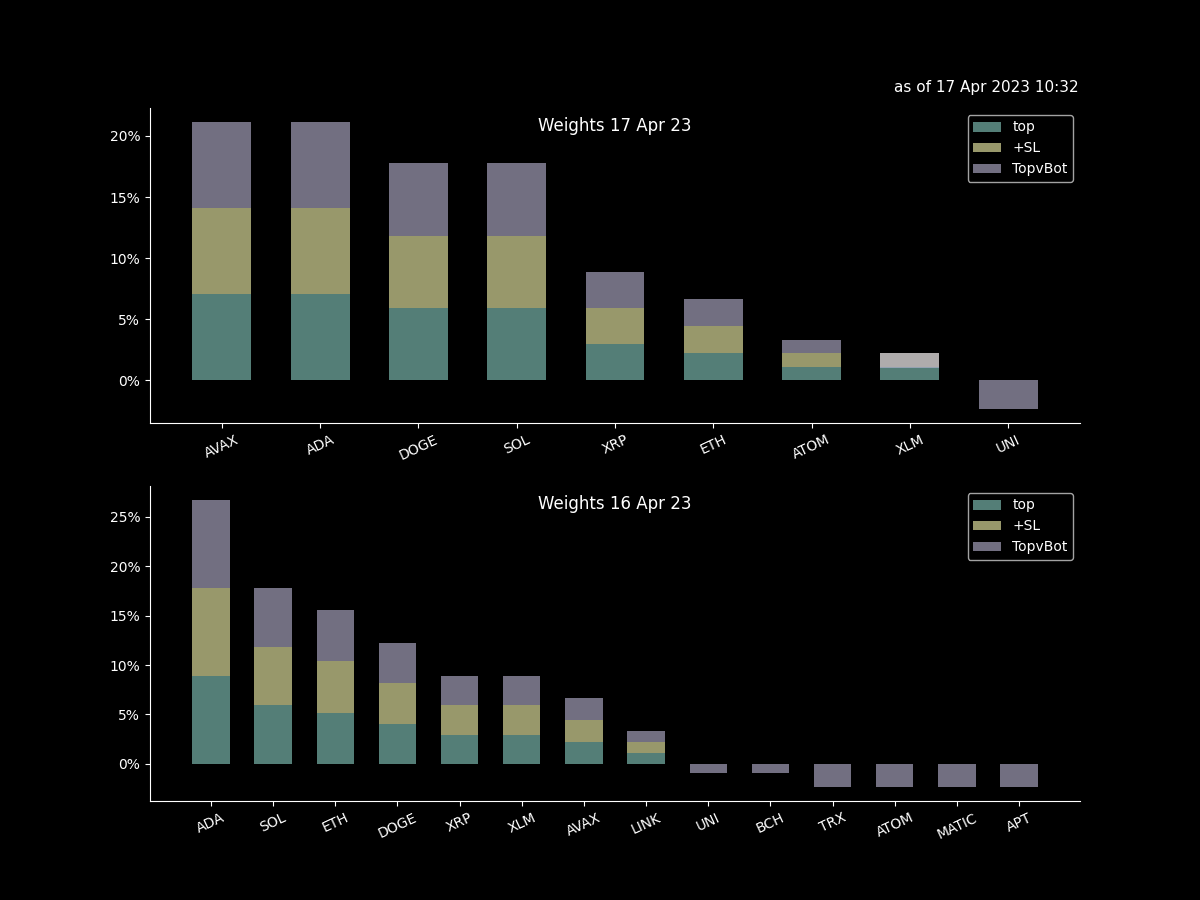 as of 17 Apr 2023 10:32
Weights 17 Apr 23
top
+SL
TopvBot
20%
15%
10%
5%
0%
AVAX ADA DOGE SOL XRP ETH ATOM XLM UNI
Weights 16 Apr 23
top
+SL
TopvBot
25%
20%
15%
10%
5%
0%
ADA SOL ETH DOGE XRP XLM AVAX LINK UNI BCH TRX ATOM MATIC APT